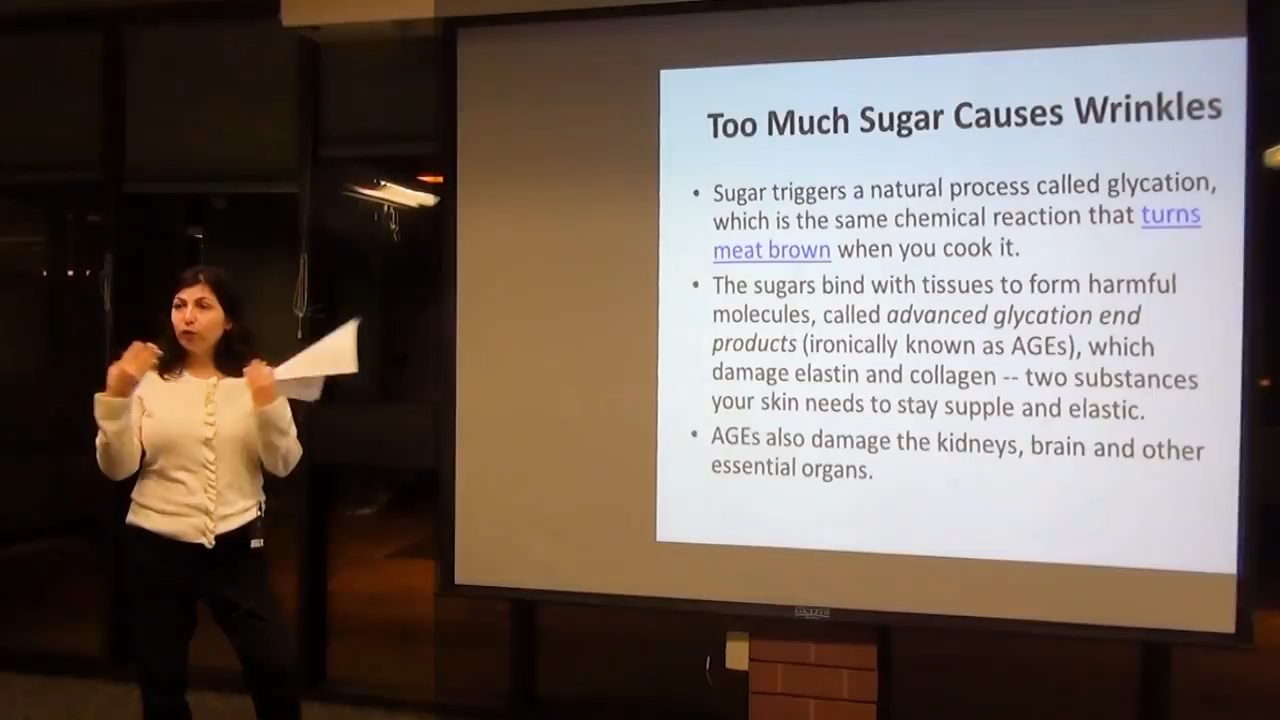 Too Much Sugar Causes Wrinkles
• Sugar triggers a natural process called glycation,
which is the same chemical reaction that turns
meat brown when you cook it.
• The sugars bind with tissues to form harmful
molecules, called advanced glycation end
products (ironically known as AGEs), which
damage elastin and collagen -- two substances
your skin needs to stay supple and elastic.
• AGEs also damage the kidneys, brain and other
essential organs.